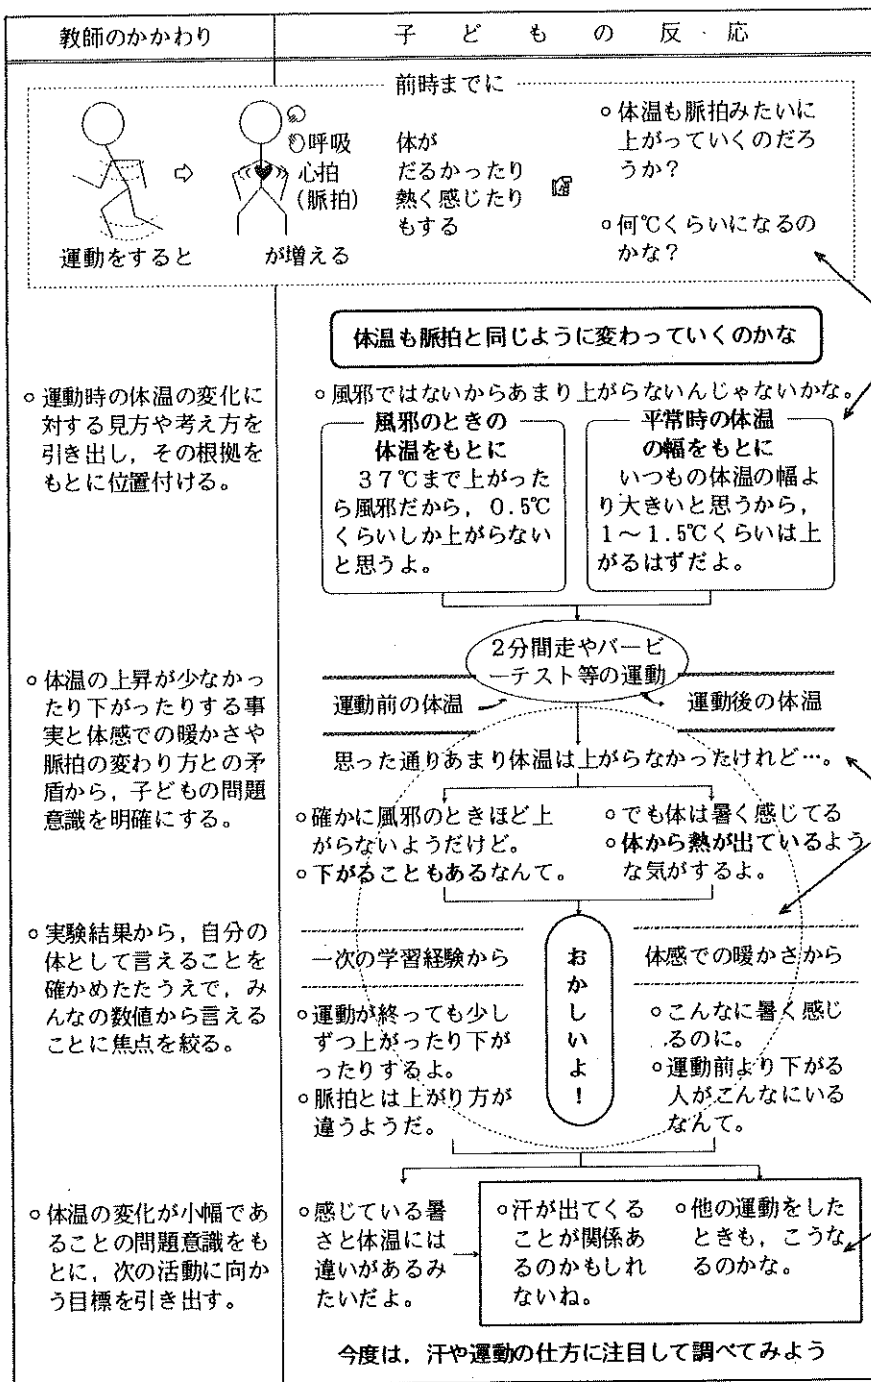 教師のかかわり
子どもの反応
前時までに
呼吸
心拍
(脈拍)
運動をすると
が増える
体が
だるかったり
熱く感じたり
もする
☞
○体温も脈拍みたいに
上がっていくのだろ
うか？
○何℃くらいになるの
かな？
体温も脈拍と同じように変わっていくのかな
○運動時の体温の変化に
対する見方や考え方を
引き出し，その根拠を
もとに位置付ける。
○風邪ではないからあまり上がらないんじゃないかな。
風邪のときの
体温をもとに
37℃まで上がった
ら風邪だから，0.5℃
くらいしか上がらない
と思うよ。
平常時の体温
の幅をもとに
いつもの体温の幅よ
り大きいと思うから，
1～1.5℃くらいは上
がるはずだよ。
2分間走やバービ
ーテスト等の運動
運動前の体温
運動後の体温
○体温の上昇が少なかっ
たり下がったりする事
実と体感での暖かさや
脈拍の変わり方との矛
盾から，子どもの問題
意識を明確にする。
思った通りあまり体温は上がらなかったけれど…。
○確かに風邪のときほど上
がらないようだけど。
○下がることもあるなんて。
○でも体は暑く感じてる
○体から熱が出ているよう
な気がするよ。
○実験結果から，自分の
体として言えることを
確かめたたうえで，み
んなの数値から言える
ことに焦点を絞る。
一次の学習経験から
○運動が終っても少し
ずつ上がったり下が
ったりするよ。
○脈拍とは上がり方が
違うようだ。
おかしいよ！
体感での暖かさから
○こんなに暑く感じ
るのに。
○運動前より下がる
人がこんなにいる
なんて。
○体温の変化が小幅であ
ることの問題意識をも
とに，次の活動に向か
う目標を引き出す。
○感じている暑
さと体温には
違いがあるみ
たいだよ。
○汗が出てくる
ことが関係あ
るのかもしれ
ないね。
○他の運動をした
ときも，こうな
るのかな。
今度は，汗や運動の仕方に注目して調べてみよう